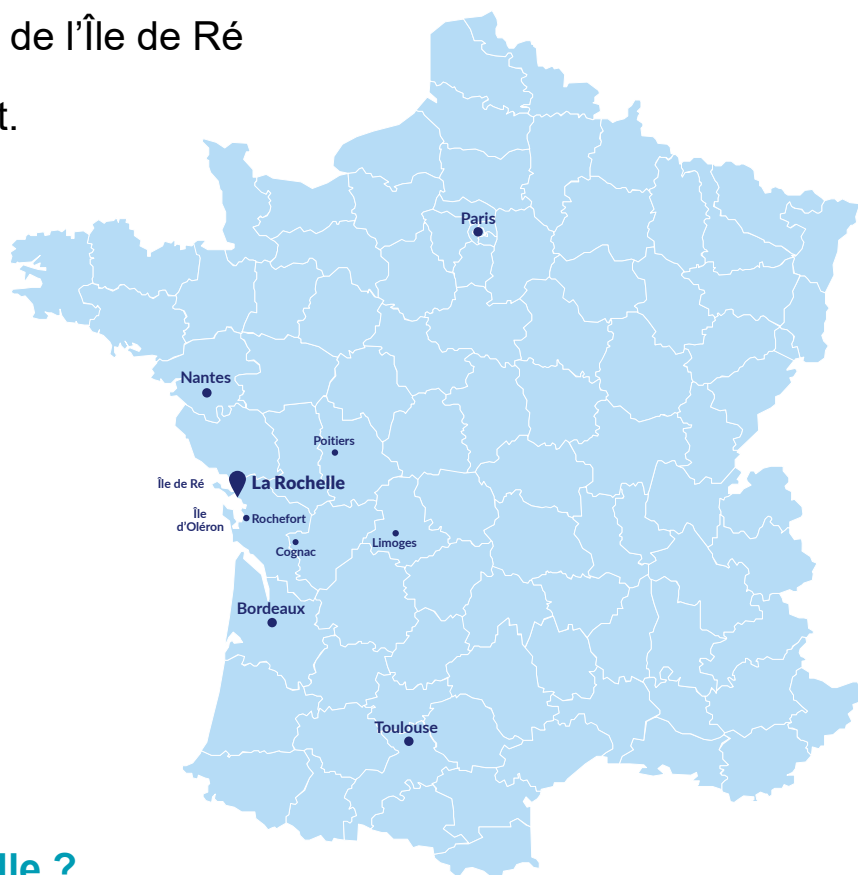 de l’Île de Ré
t.
Paris
Nantes
Poitiers
Île de Ré
La Rochelle
Île
d’Oléron
Rochefort
Cognac
Limoges
Bordeaux
Toulouse
lle ?